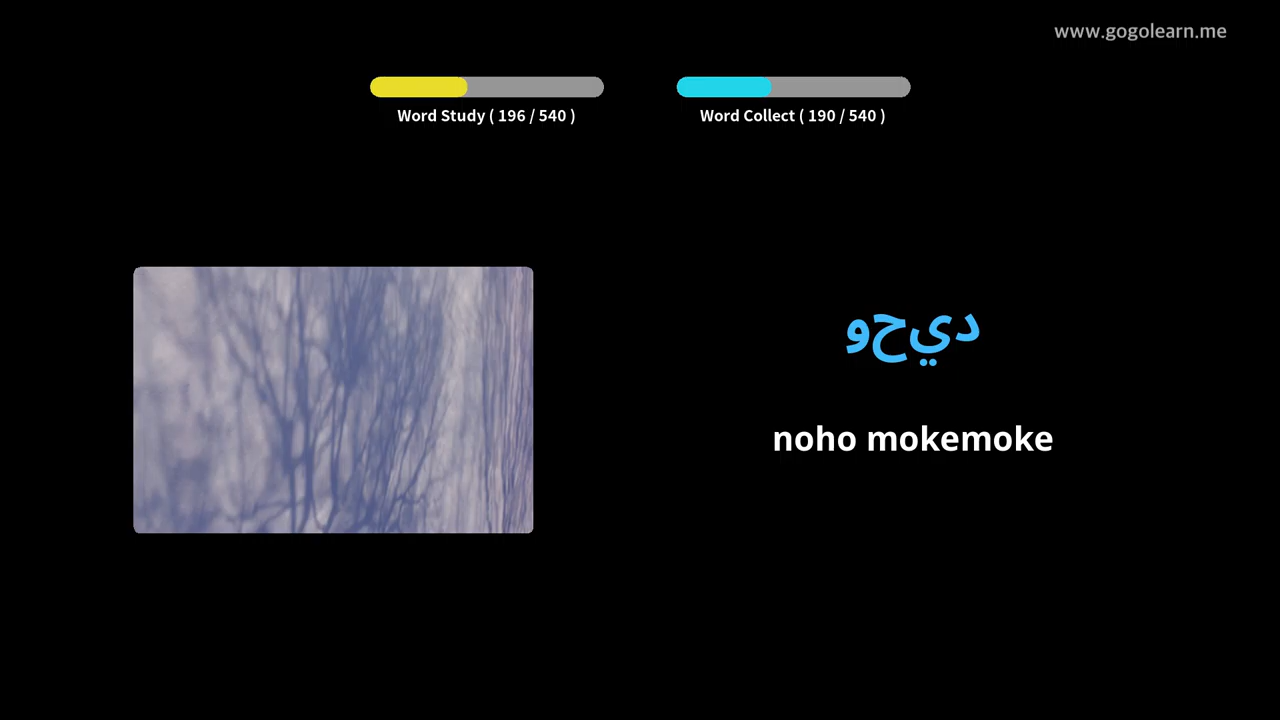 www.gogolearn.me
Word Study ( 196 / 540 )
Word Collect ( 190 / 540 )
ديحو
noho mokemoke